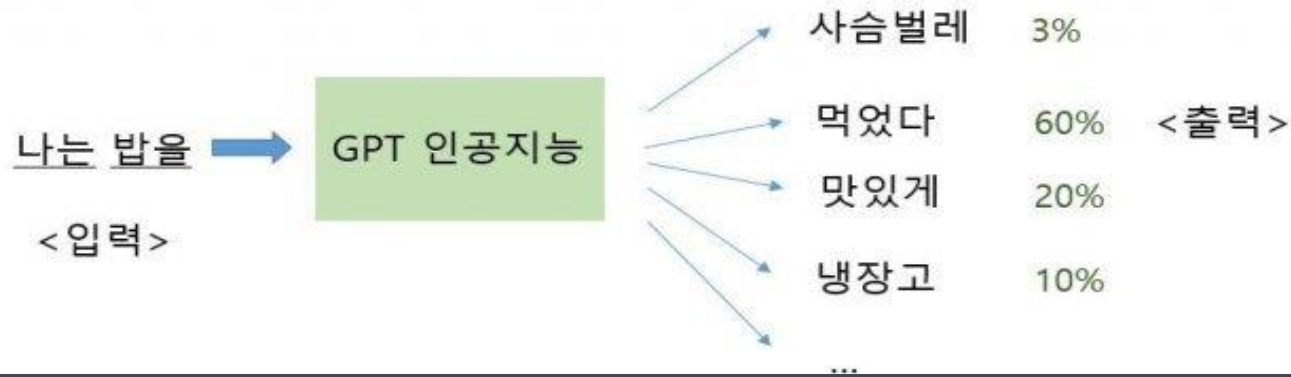 사슴벌레 3%
나는 밥을 GPT 인공지능 먹었다 60% <출력>
맛있게 20%
<입력>
냉장고 10%
...